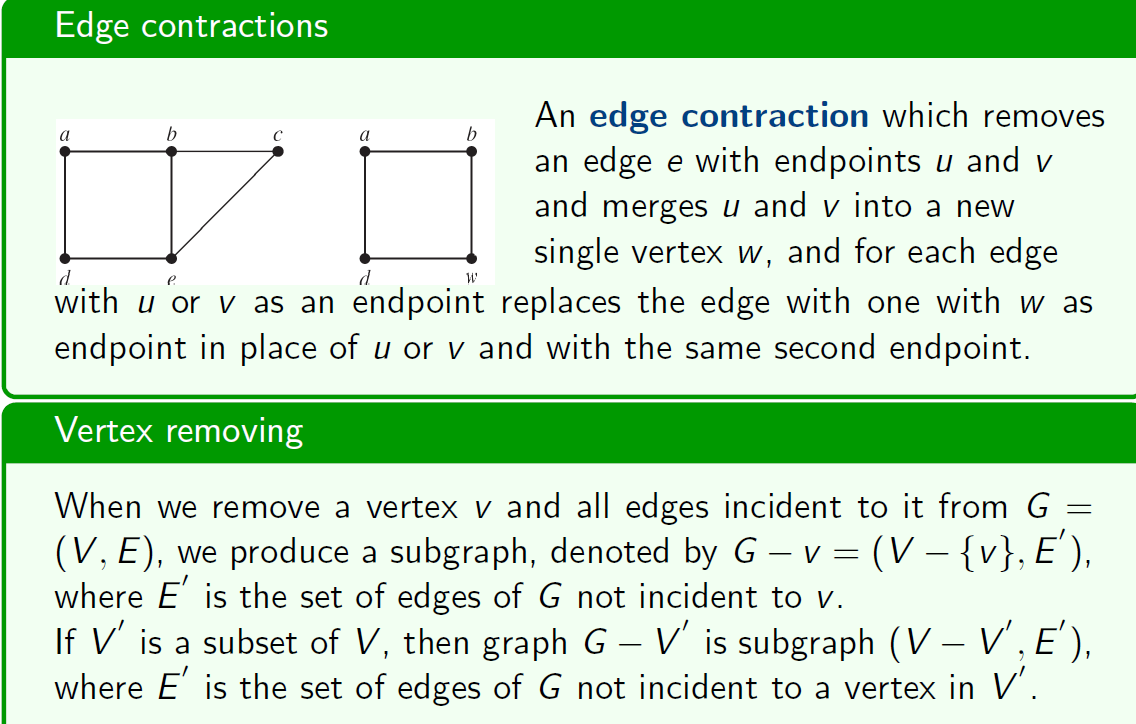 Edge contractions
a b c
d e
a b
d w
An edge contraction which removes
an edge e with endpoints u and v
and merges u and v into a new
single vertex w, and for each edge
with u or v as an endpoint replaces the edge with one with w as
endpoint in place of u or v and with the same second endpoint.
Vertex removing
When we remove a vertex v and all edges incident to it from G =
(V, E), we produce a subgraph, denoted by G − v = (V − {v}, E′),
where E′ is the set of edges of G not incident to v.
If V′ is a subset of V, then graph G − V′ is subgraph (V − V′, E′),
where E′ is the set of edges of G not incident to a vertex in V′.